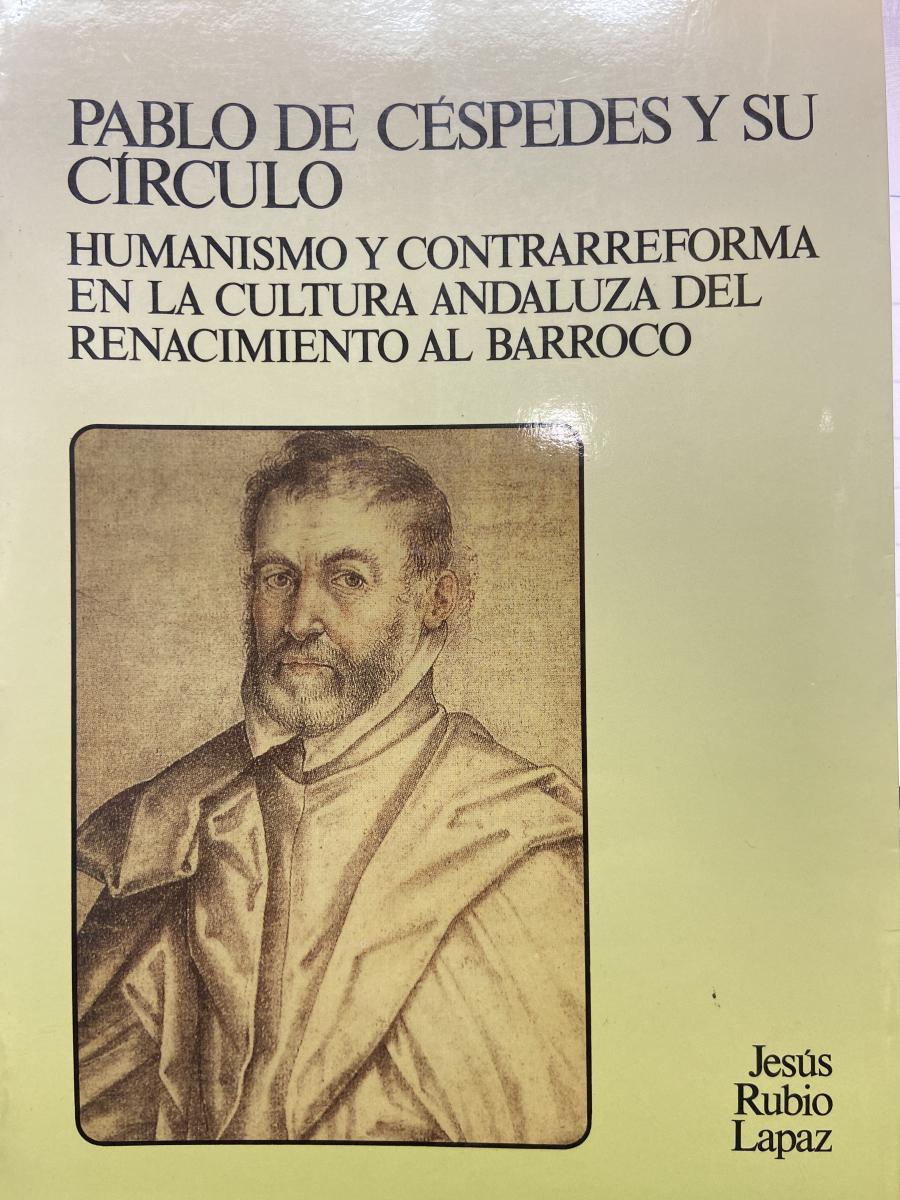 PABLO DE CÉSPEDES Y SU
CÍRCULO
HUMANISMO Y CONTRARREFORMA
EN LA CULTURA ANDALUZA DEL
RENACIMIENTO AL BARROCO
Jesús
Rubio
Lapaz